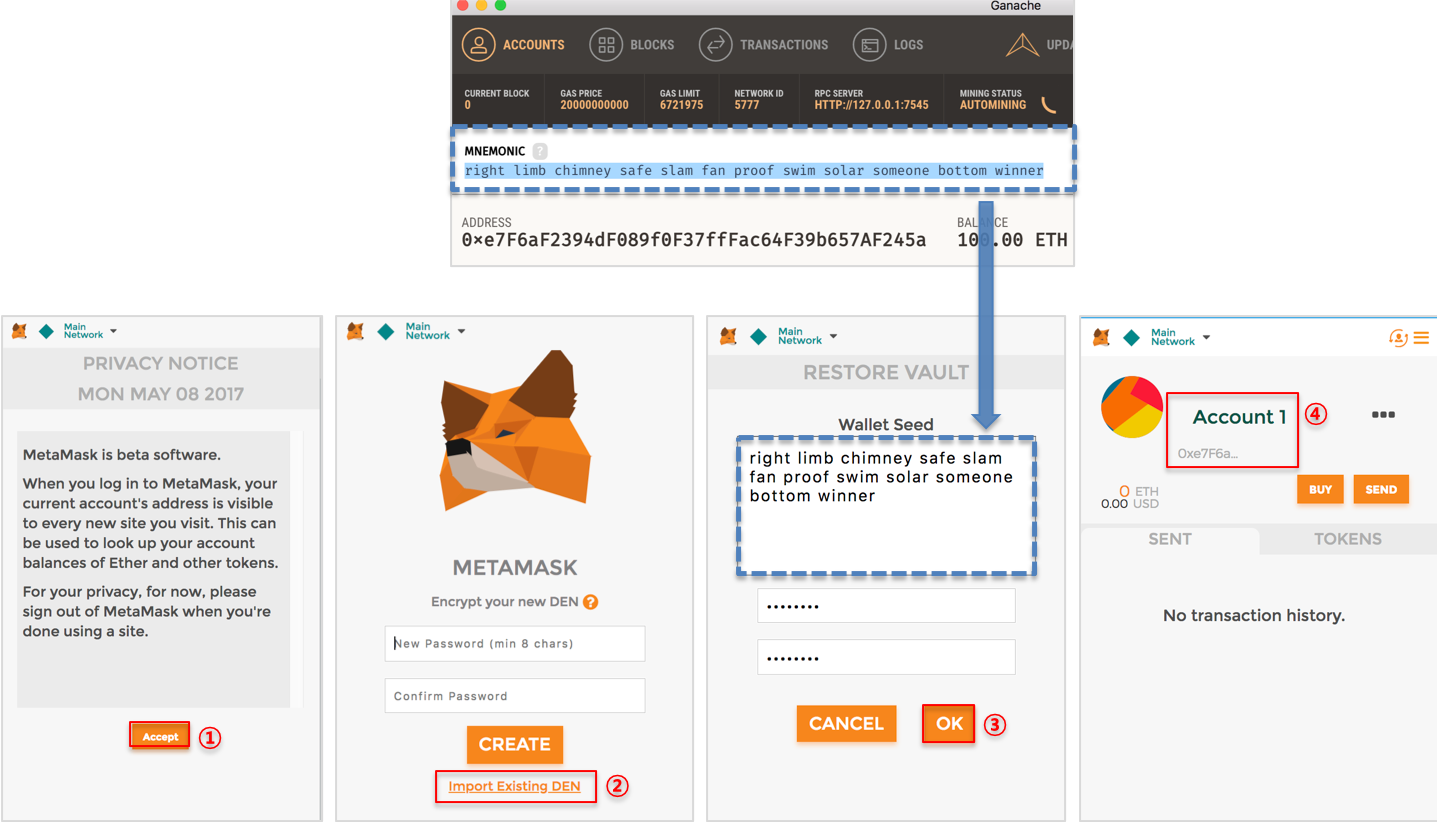 Ganache
ACCOUNTS
BLOCKS
TRANSACTIONS
LOGS
UPDA
CURRENT BLOCK
0
GAS PRICE
20000000000
GAS LIMIT
6721975
NETWORK ID
5777
RPC SERVER
HTTP://127.0.0.1:7545
MINING STATUS
AUTOMINING
MNEMONIC ?
right limb chimney safe slam fan proof swim solar someone bottom winner
ADDRESS
0×e7F6aF2394dF089f0F37ffFac64F39b657AF245a
BALANCE
100.00 ETH
Main
Network
PRIVACY NOTICE
MON MAY 08 2017
MetaMask is beta software.
When you log in to MetaMask, your
current account's address is visible
to every new site you visit. This can
be used to look up your account
balances of Ether and other tokens.
For your privacy, for now, please
sign out of MetaMask when you're
done using a site.
Accept
①
Main
Network
METAMASK
Encrypt your new DEN ?
New Password (min 8 chars)
Confirm Password
CREATE
Import Existing DEN
②
Main
Network
RESTORE VAULT
Wallet Seed
right limb chimney safe slam
fan proof swim solar someone
bottom winner
••••••••
••••••••
CANCEL
OK
③
Main
Network
Account 1
④
0xe7F6a...
0 ETH
0.00 USD
BUY
SEND
SENT
TOKENS
No transaction history.